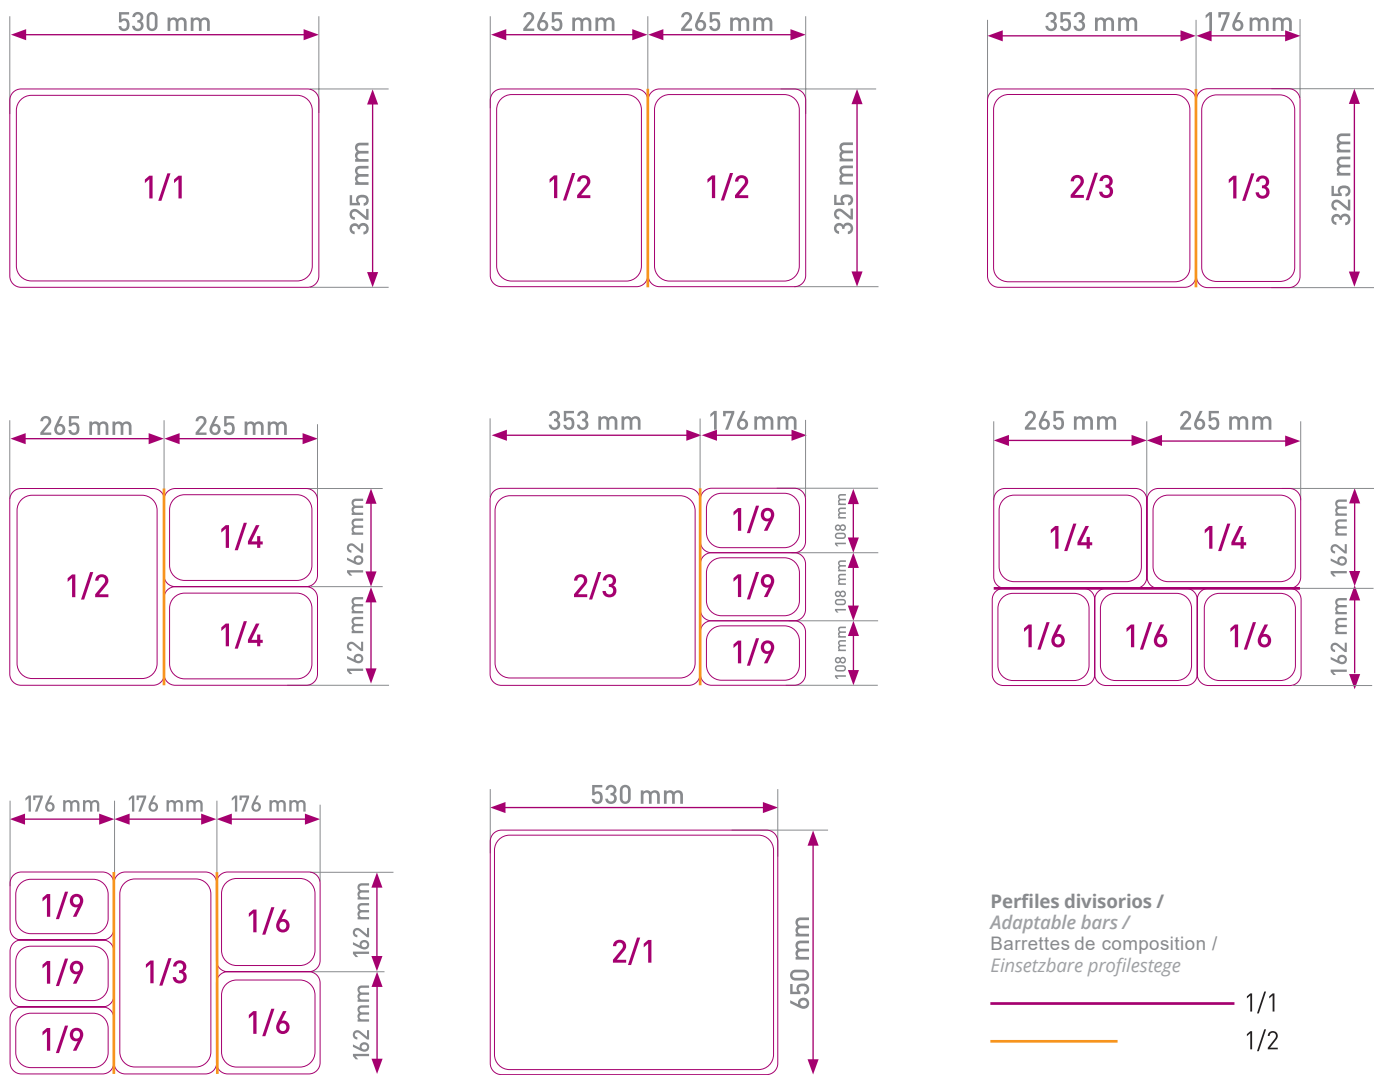 530 mm
325 mm
1/1
265 mm 265 mm
325 mm
1/2 1/2
353 mm 176 mm
325 mm
2/3 1/3
265 mm 265 mm
162 mm
162 mm
1/2
1/4
1/4
353 mm 176 mm
108 mm
108 mm
108 mm
2/3
1/9
1/9
1/9
265 mm 265 mm
162 mm
162 mm
1/4 1/4
1/6 1/6 1/6
176 mm 176 mm 176 mm
162 mm
162 mm
1/9
1/9
1/9
1/3
1/6
1/6
530 mm
650 mm
2/1
Perfiles divisorios /
Adaptable bars /
Barrettes de composition /
Einsetzbare profilestege
1/1
1/2